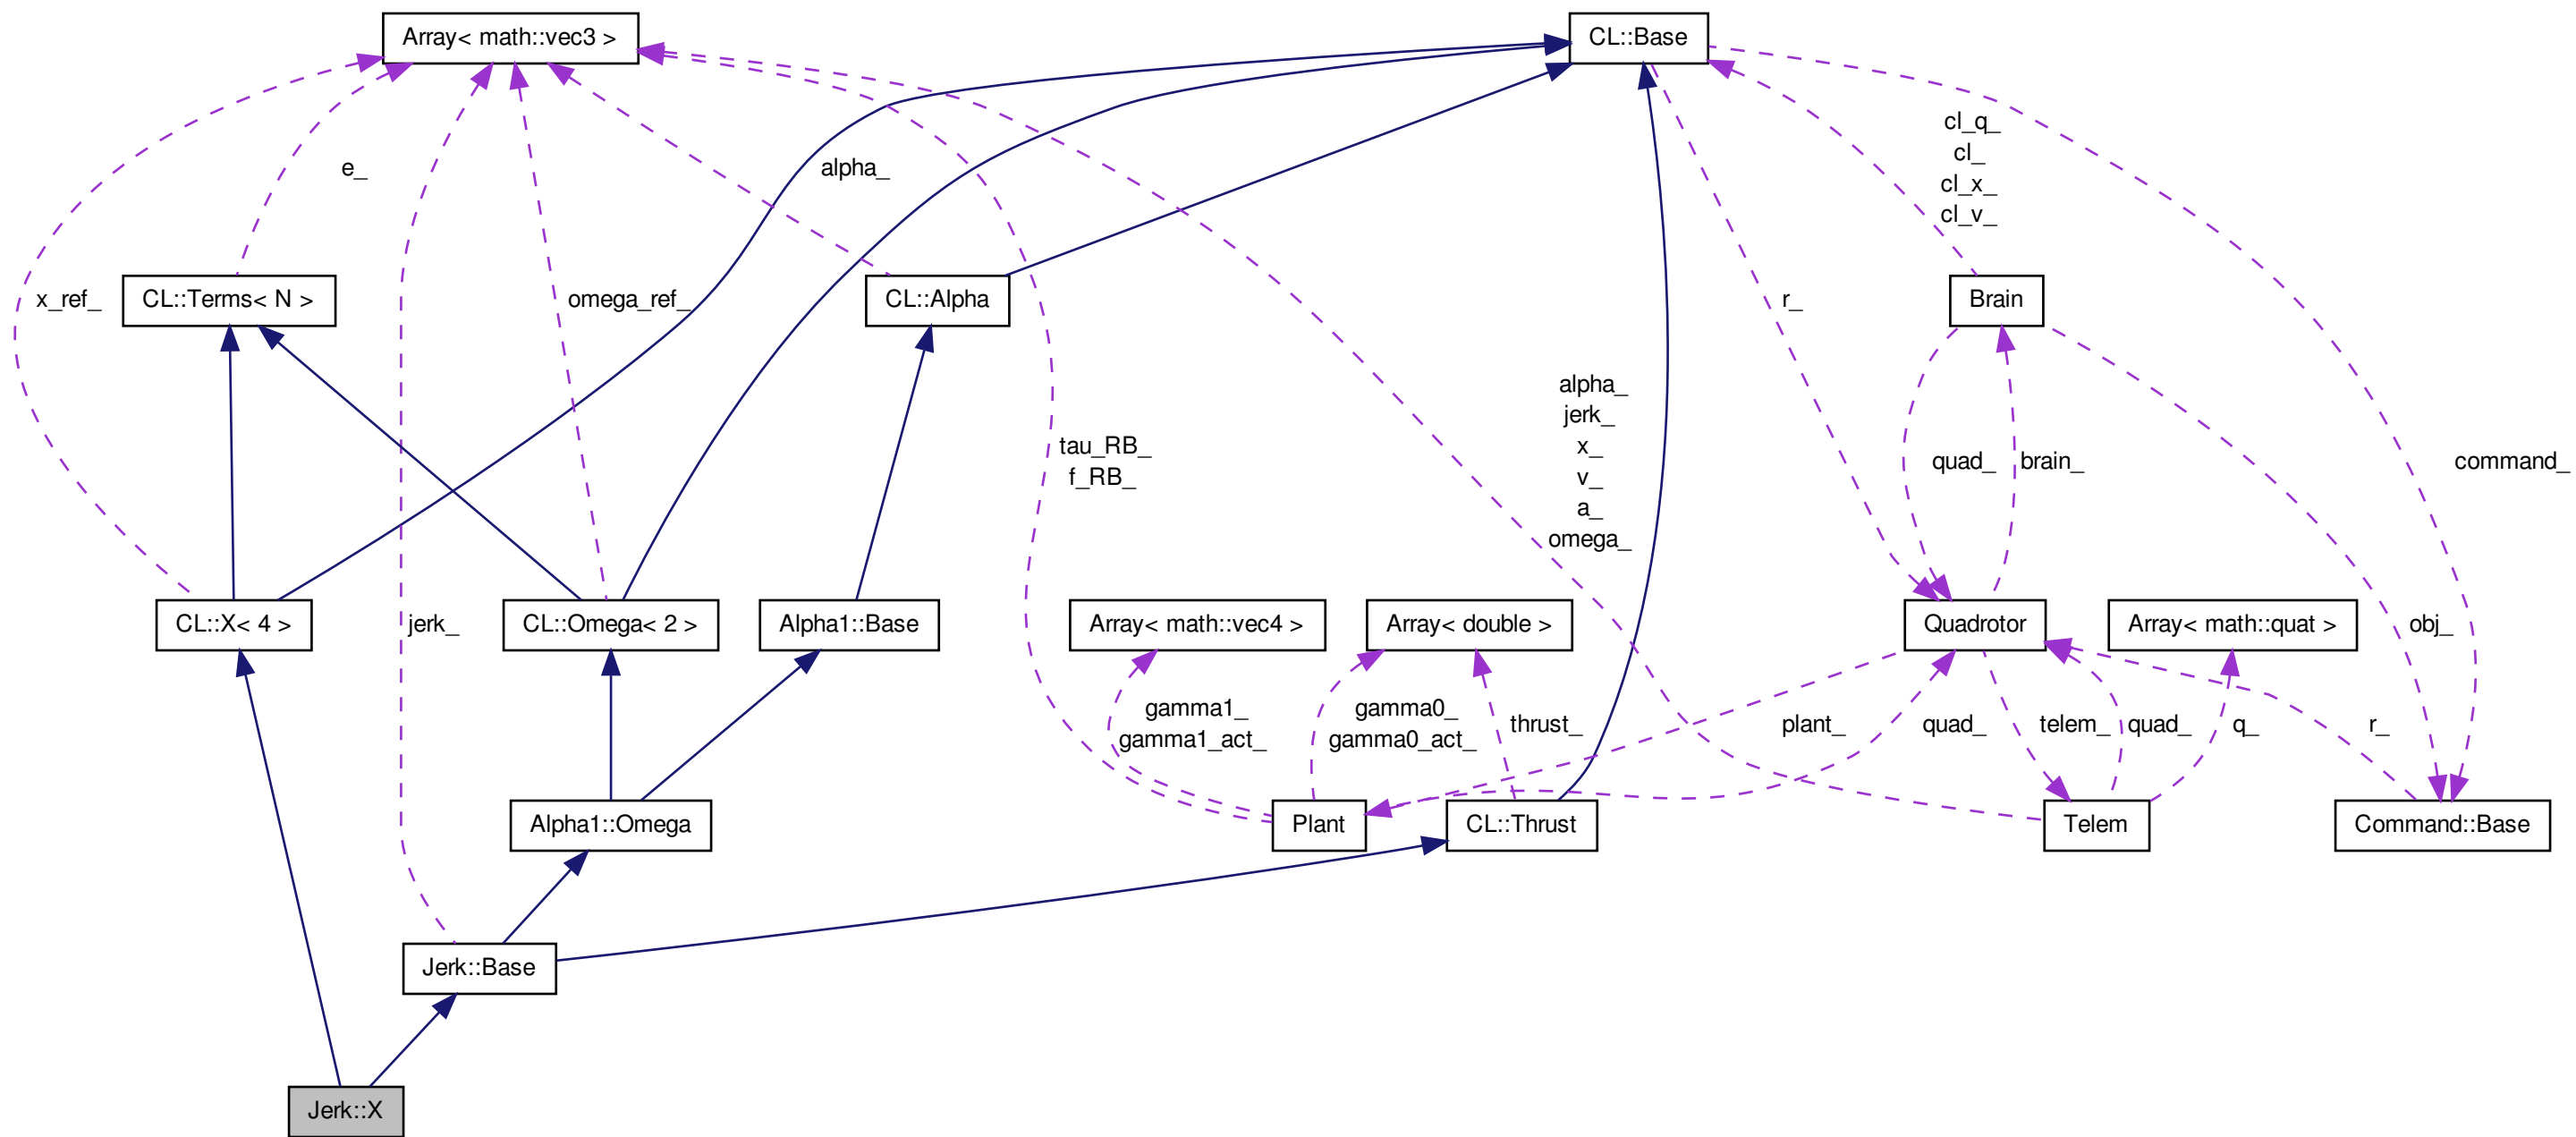 Array< math::vec3 >
CL::Base
cl_q_
cl_
cl_x_
cl_v_
e_
alpha_
x_ref_
CL::Terms< N >
omega_ref_
CL::Alpha
r_
Brain
alpha_
jerk_
x_
v_
a_
omega_
tau_RB_
f_RB_
quad_
brain_
command_
CL::X< 4 >
jerk_
CL::Omega< 2 >
Alpha1::Base
Array< math::vec4 >
Array< double >
Quadrotor
Array< math::quat >
obj_
gamma1_
gamma1_act_
gamma0_
gamma0_act_
thrust_
plant_
quad_
telem_
quad_
q_
r_
Alpha1::Omega
Plant
CL::Thrust
Telem
Command::Base
Jerk::Base
Jerk::X